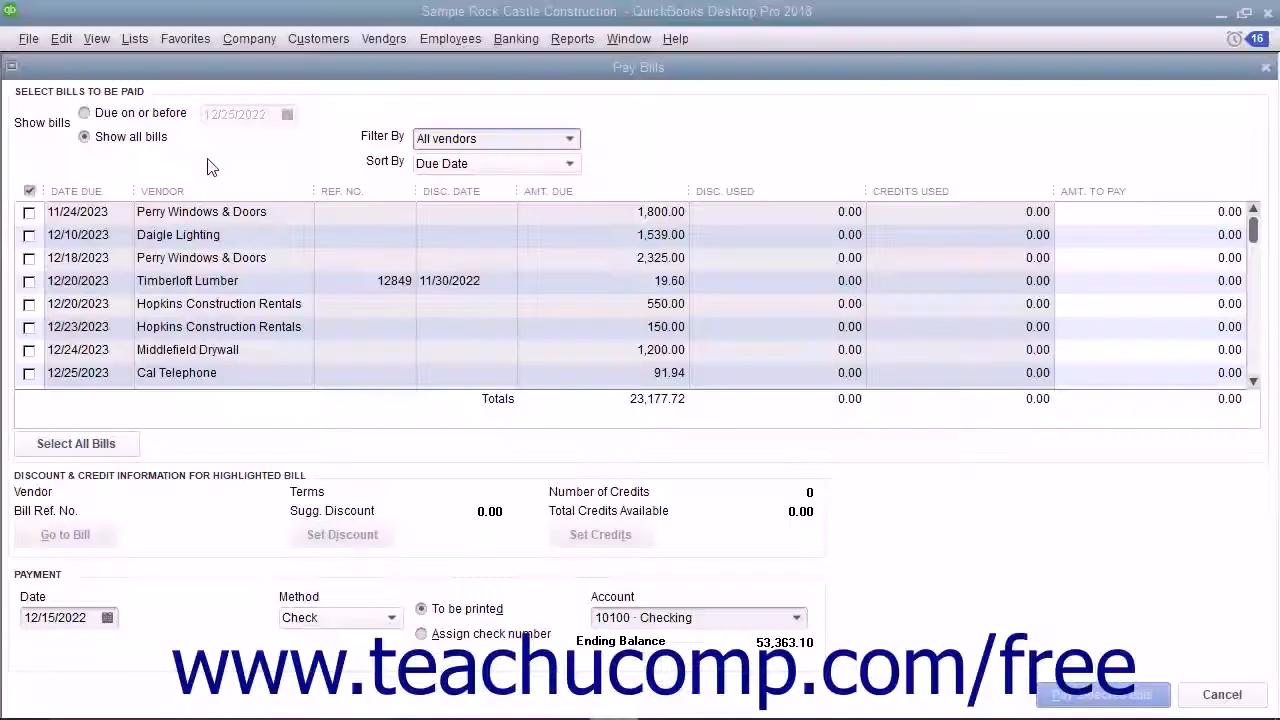 Sample Rock Castle Construction - QuickBooks Desktop Pro 2018
File Edit View Lists Favorites Company Customers Vendors Employees Banking Reports Window Help 16
Pay Bills
SELECT BILLS TO BE PAID
Show bills Due on or before 12/25/2022
Show all bills
Filter By All vendors
Sort By Due Date
DATE DUE VENDOR REF. NO. DISC. DATE AMT. DUE DISC. USED CREDITS USED AMT. TO PAY
11/24/2023 Perry Windows & Doors 1,800.00 0.00 0.00 0.00
12/10/2023 Daigle Lighting 1,539.00 0.00 0.00 0.00
12/18/2023 Perry Windows & Doors 2,325.00 0.00 0.00 0.00
12/20/2023 Timberloft Lumber 12849 11/30/2022 19.60 0.00 0.00 0.00
12/20/2023 Hopkins Construction Rentals 550.00 0.00 0.00 0.00
12/23/2023 Hopkins Construction Rentals 150.00 0.00 0.00 0.00
12/24/2023 Middlefield Drywall 1,200.00 0.00 0.00 0.00
12/25/2023 Cal Telephone 91.94 0.00 0.00 0.00
Totals 23,177.72 0.00 0.00 0.00
Select All Bills
DISCOUNT & CREDIT INFORMATION FOR HIGHLIGHTED BILL
Vendor Terms Number of Credits 0
Bill Ref. No. Sugg. Discount 0.00 Total Credits Available 0.00
Go to Bill Set Discount Set Credits
PAYMENT
Date Method Account
12/15/2022 Check To be printed 10100 · Checking
Assign check number Ending Balance 53,363.10
www.teachucomp.com/free
Pay Selected Bills Cancel